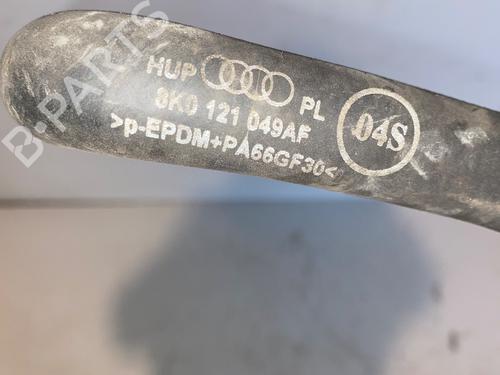 B-PARTS
HUP PL
8K0 121 049AF
>p-EPDM+PA66GF30<
04S